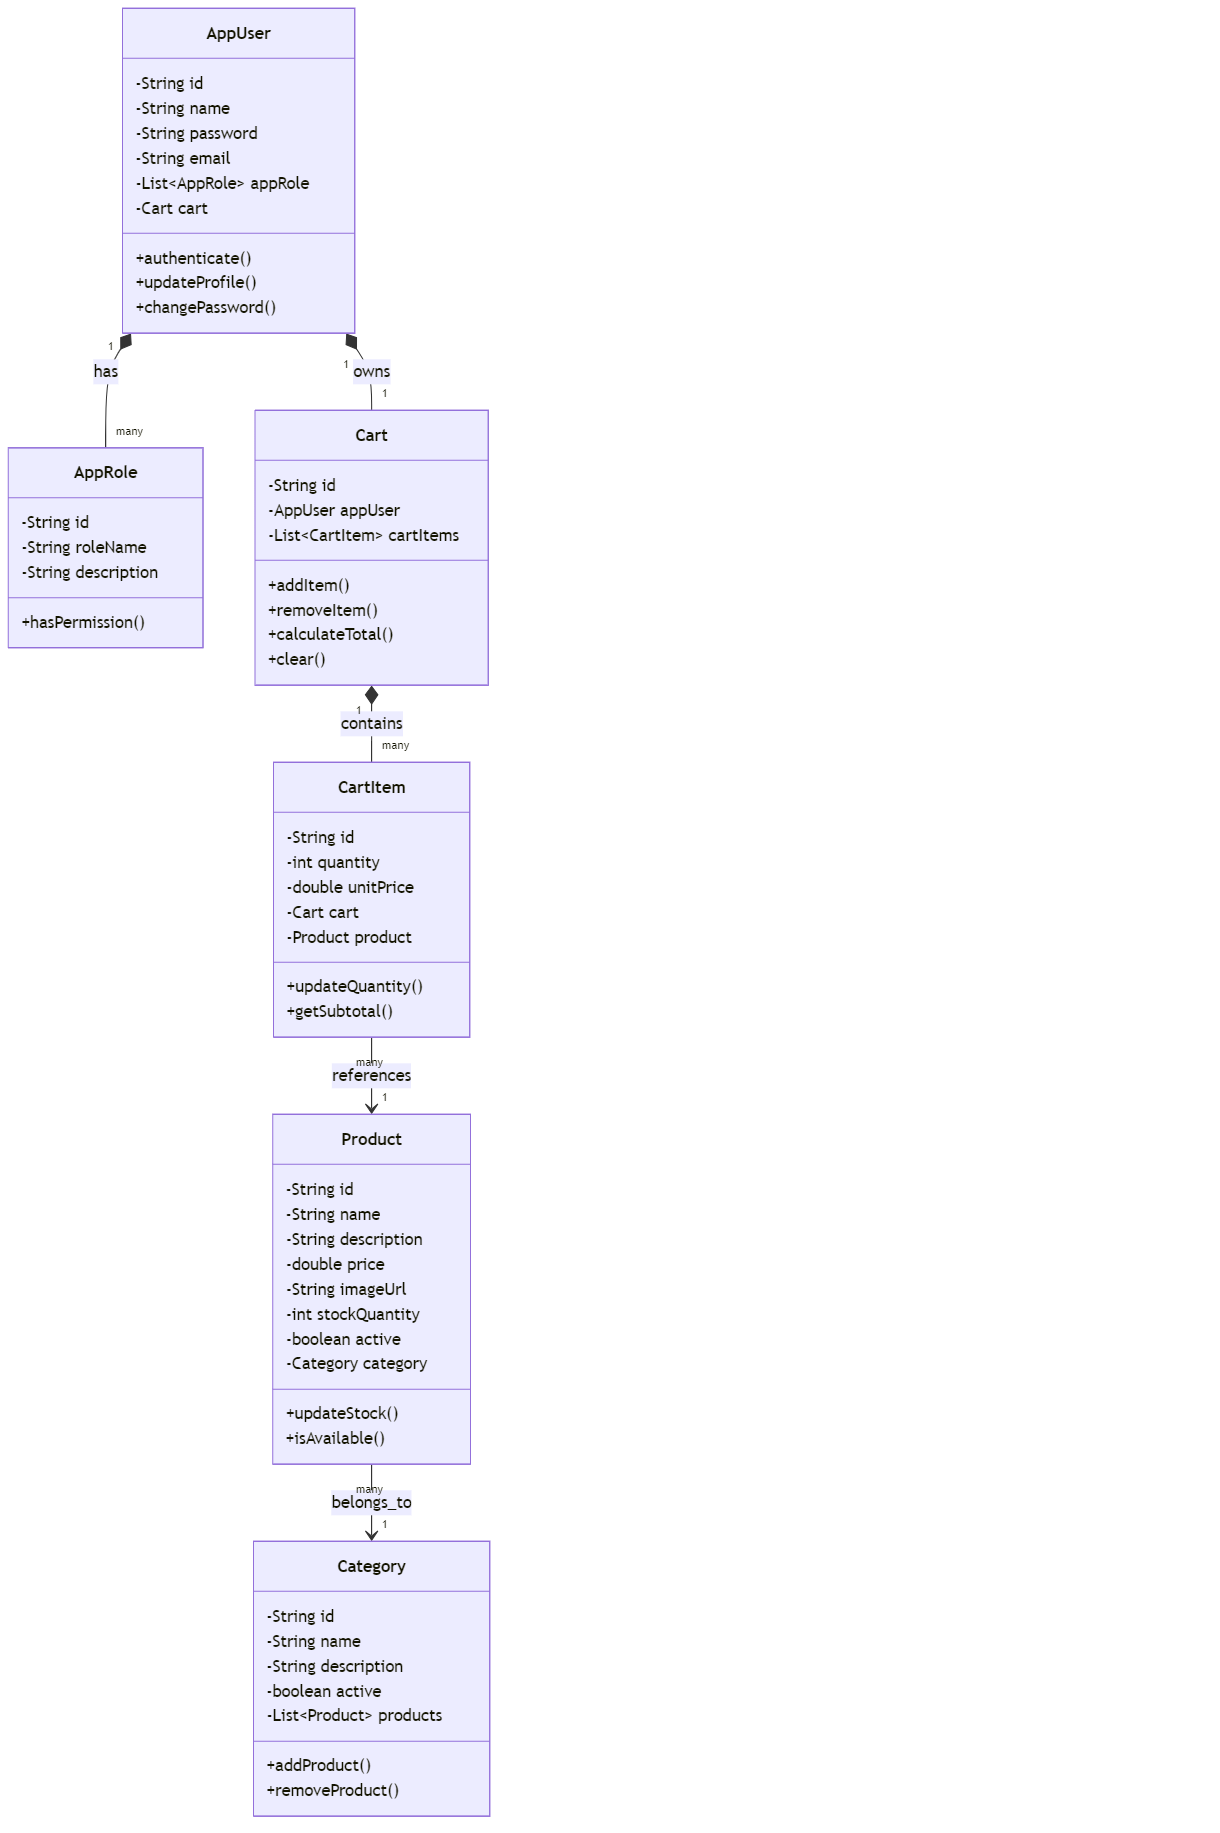 AppUser
-String id
-String name
-String password
-String email
-List<AppRole> appRole
-Cart cart
+authenticate()
+updateProfile()
+changePassword()
1
has
many
1
owns
1
AppRole
-String id
-String roleName
-String description
+hasPermission()
Cart
-String id
-AppUser appUser
-List<CartItem> cartItems
+addItem()
+removeItem()
+calculateTotal()
+clear()
1
contains
many
CartItem
-String id
-int quantity
-double unitPrice
-Cart cart
-Product product
+updateQuantity()
+getSubtotal()
many
references
1
Product
-String id
-String name
-String description
-double price
-String imageUrl
-int stockQuantity
-boolean active
-Category category
+updateStock()
+isAvailable()
many
belongs_to
1
Category
-String id
-String name
-String description
-boolean active
-List<Product> products
+addProduct()
+removeProduct()